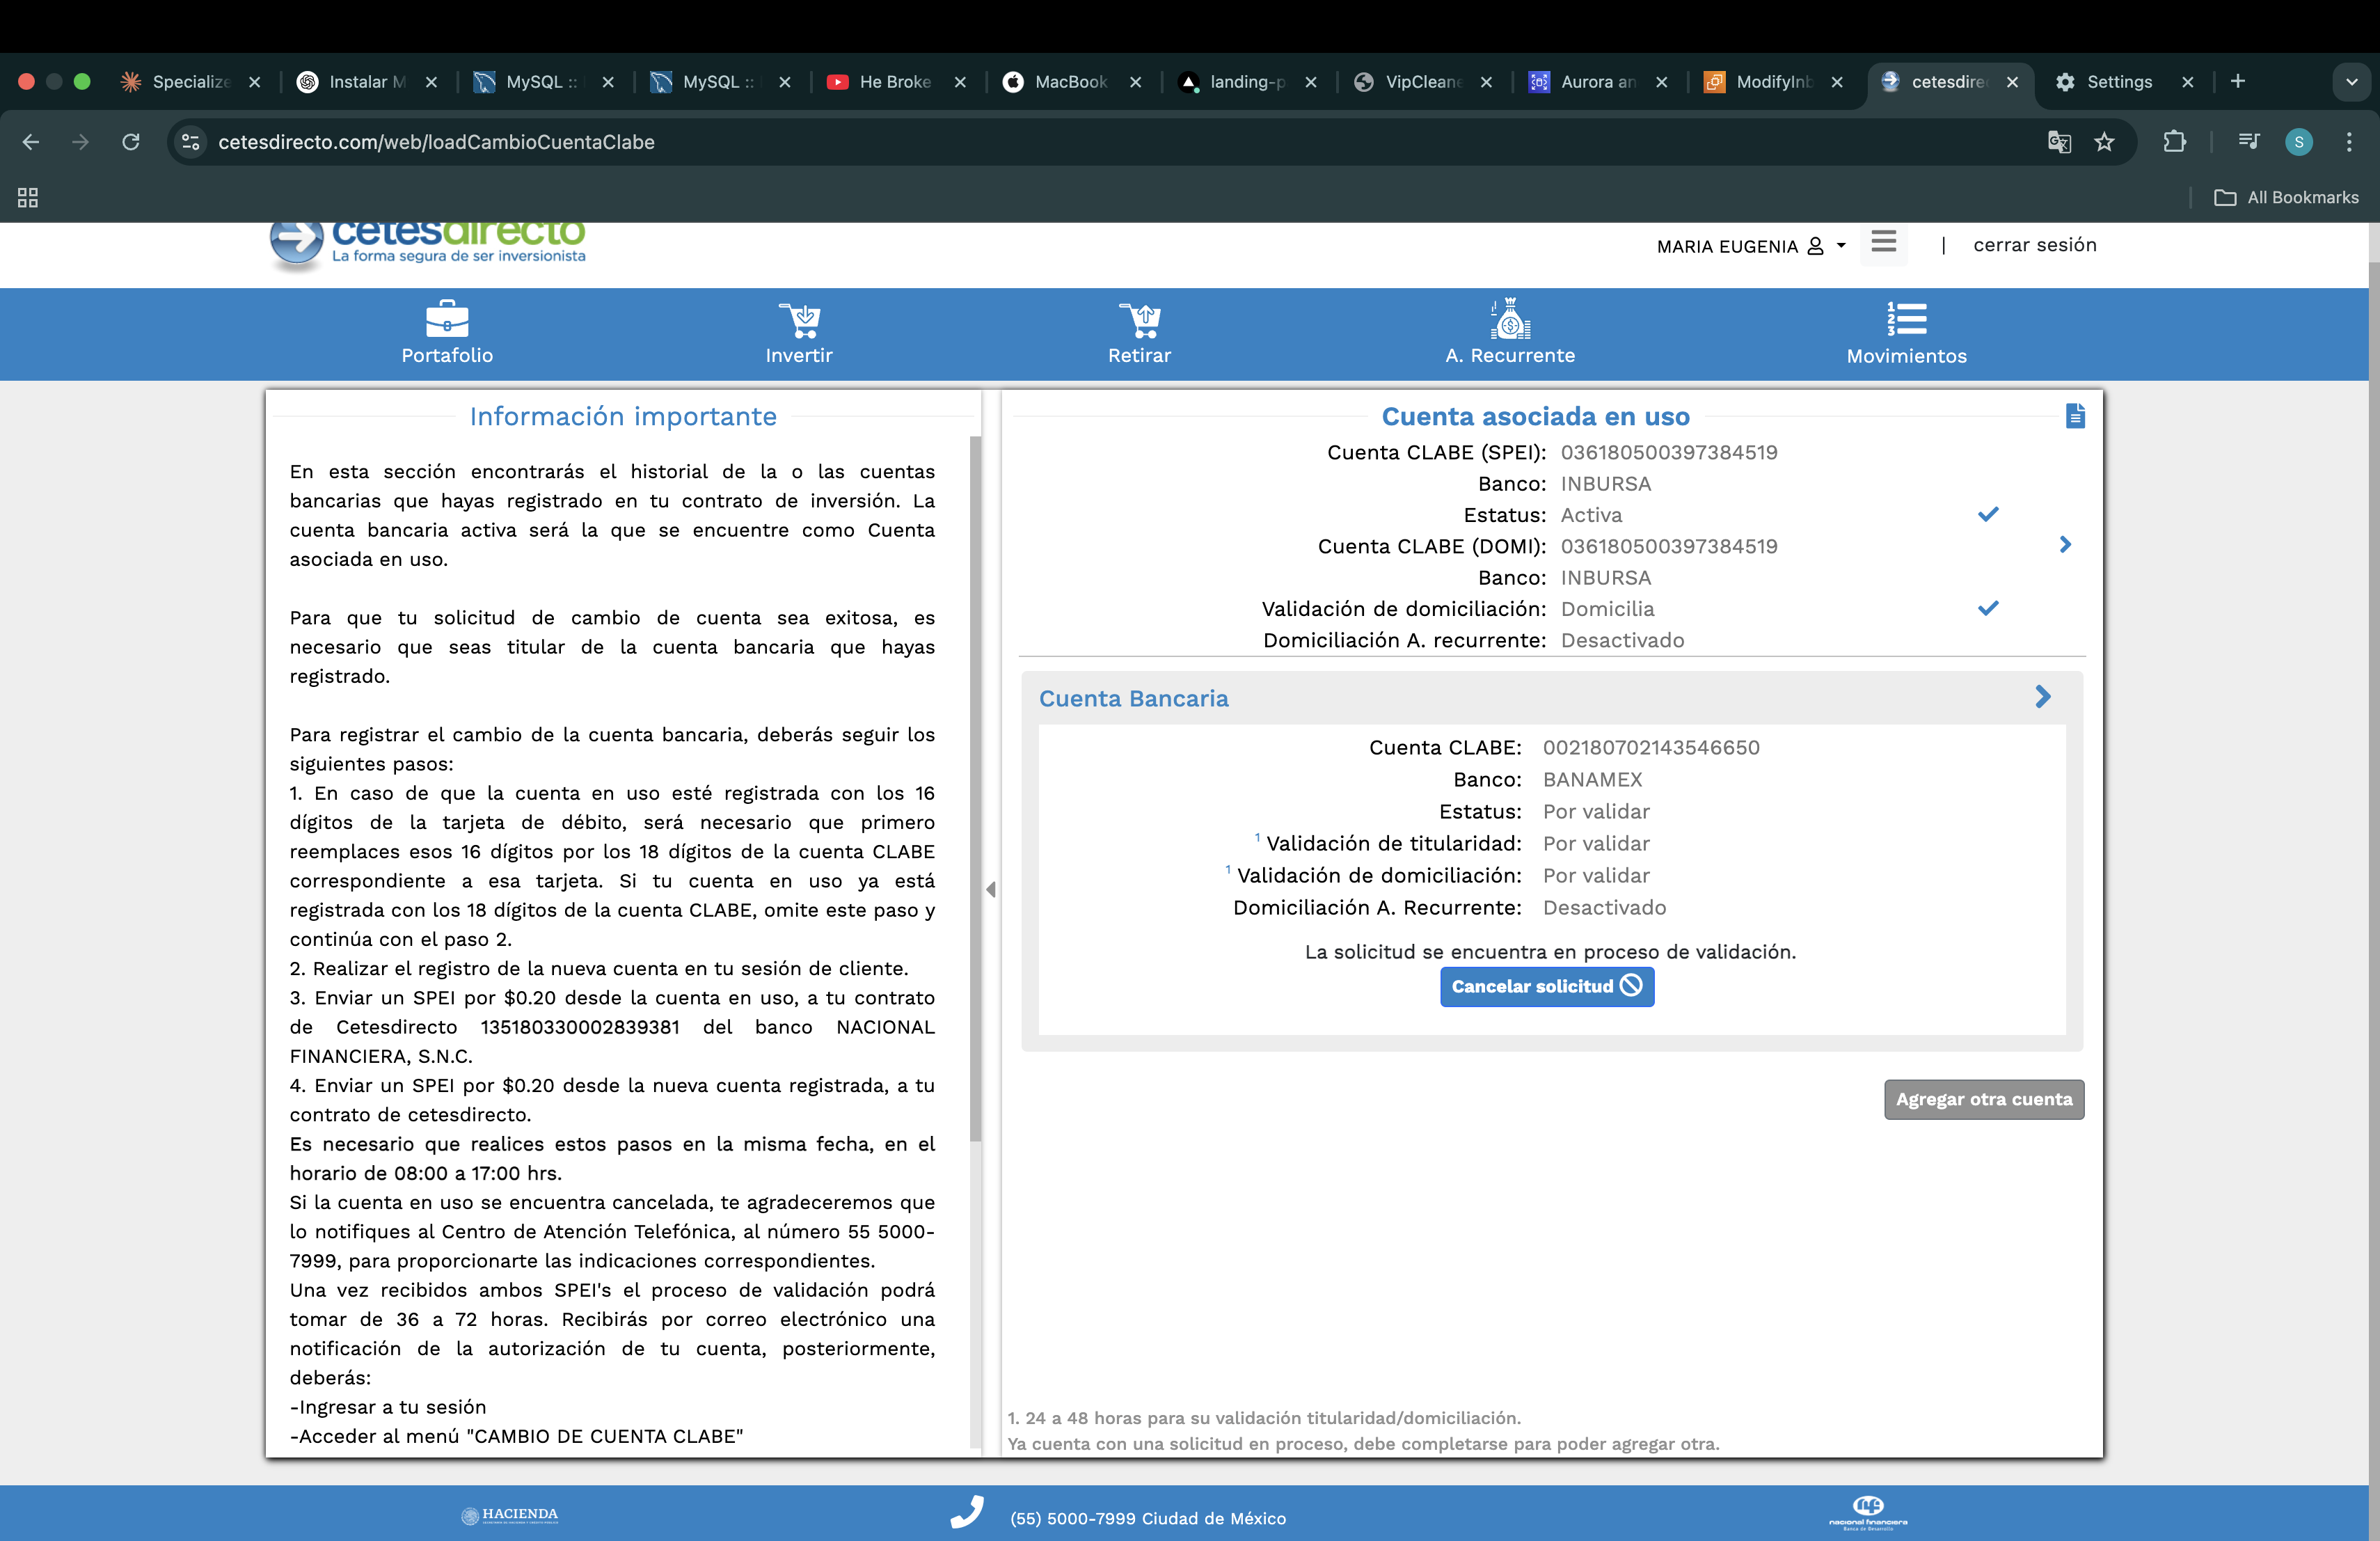 Specialize
Instalar M
MySQL ::
MySQL ::
He Broke
MacBook
landing-p
VipCleane
Aurora an
ModifyInb
cetesdirec
Settings
cetesdirecto.com/web/loadCambioCuentaClabe
S
All Bookmarks
cetesdirecto
La forma segura de ser inversionista
MARIA EUGENIA
|
cerrar sesión
Portafolio
Invertir
Retirar
A. Recurrente
Movimientos
Información importante
En esta sección encontrarás el historial de la o las cuentas
bancarias que hayas registrado en tu contrato de inversión. La
cuenta bancaria activa será la que se encuentre como Cuenta
asociada en uso.
Para que tu solicitud de cambio de cuenta sea exitosa, es
necesario que seas titular de la cuenta bancaria que hayas
registrado.
Para registrar el cambio de la cuenta bancaria, deberás seguir los
siguientes pasos:
1. En caso de que la cuenta en uso esté registrada con los 16
dígitos de la tarjeta de débito, será necesario que primero
reemplaces esos 16 dígitos por los 18 dígitos de la cuenta CLABE
correspondiente a esa tarjeta. Si tu cuenta en uso ya está
registrada con los 18 dígitos de la cuenta CLABE, omite este paso y
continúa con el paso 2.
2. Realizar el registro de la nueva cuenta en tu sesión de cliente.
3. Enviar un SPEI por $0.20 desde la cuenta en uso, a tu contrato
de Cetesdirecto 135180330002839381 del banco NACIONAL
FINANCIERA, S.N.C.
4. Enviar un SPEI por $0.20 desde la nueva cuenta registrada, a tu
contrato de cetesdirecto.
Es necesario que realices estos pasos en la misma fecha, en el
horario de 08:00 a 17:00 hrs.
Si la cuenta en uso se encuentra cancelada, te agradeceremos que
lo notifiques al Centro de Atención Telefónica, al número 55 5000-
7999, para proporcionarte las indicaciones correspondientes.
Una vez recibidos ambos SPEI's el proceso de validación podrá
tomar de 36 a 72 horas. Recibirás por correo electrónico una
notificación de la autorización de tu cuenta, posteriormente,
deberás:
-Ingresar a tu sesión
-Acceder al menú "CAMBIO DE CUENTA CLABE"
Cuenta asociada en uso
Cuenta CLABE (SPEI): 036180500397384519
Banco: INBURSA
Estatus: Activa
Cuenta CLABE (DOMI): 036180500397384519
Banco: INBURSA
Validación de domiciliación: Domicilia
Domiciliación A. recurrente: Desactivado
Cuenta Bancaria
Cuenta CLABE: 002180702143546650
Banco: BANAMEX
Estatus: Por validar
1 Validación de titularidad: Por validar
1 Validación de domiciliación: Por validar
Domiciliación A. Recurrente: Desactivado
La solicitud se encuentra en proceso de validación.
Cancelar solicitud
Agregar otra cuenta
1. 24 a 48 horas para su validación titularidad/domiciliación.
Ya cuenta con una solicitud en proceso, debe completarse para poder agregar otra.
HACIENDA
(55) 5000-7999 Ciudad de México
nacional financiera
Banca de Desarrollo